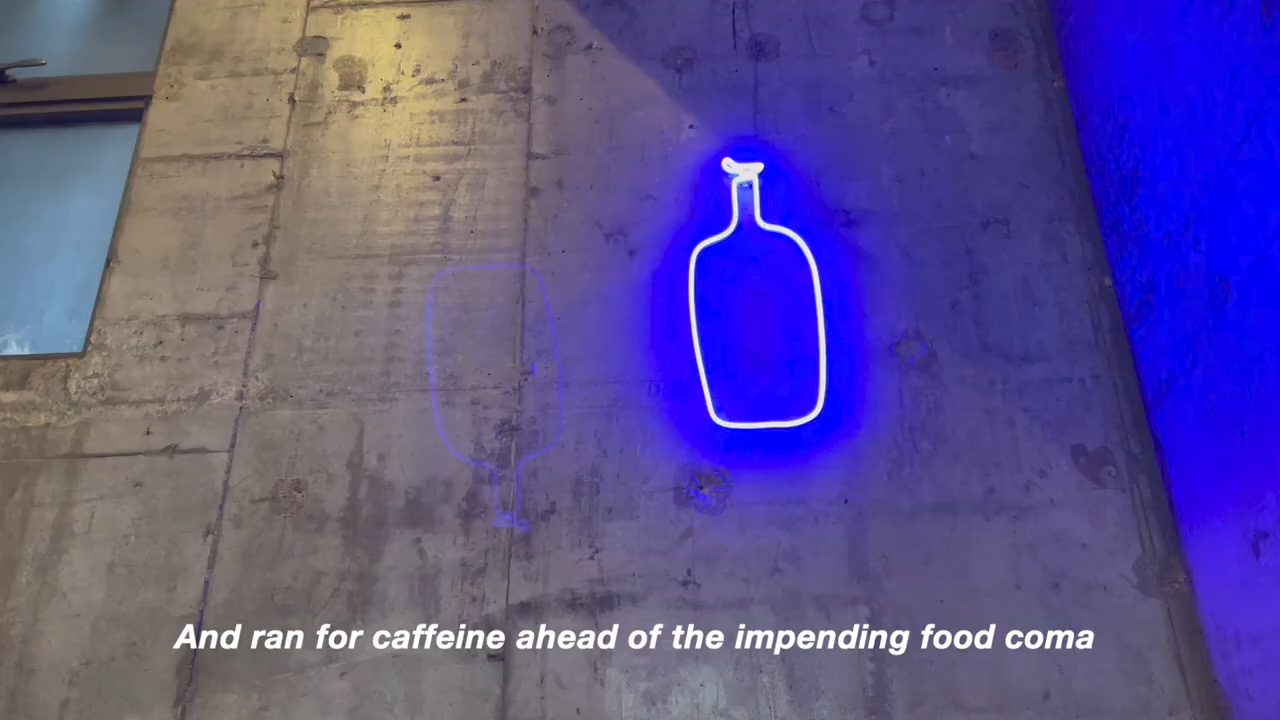 And ran for caffeine ahead of the impending food coma